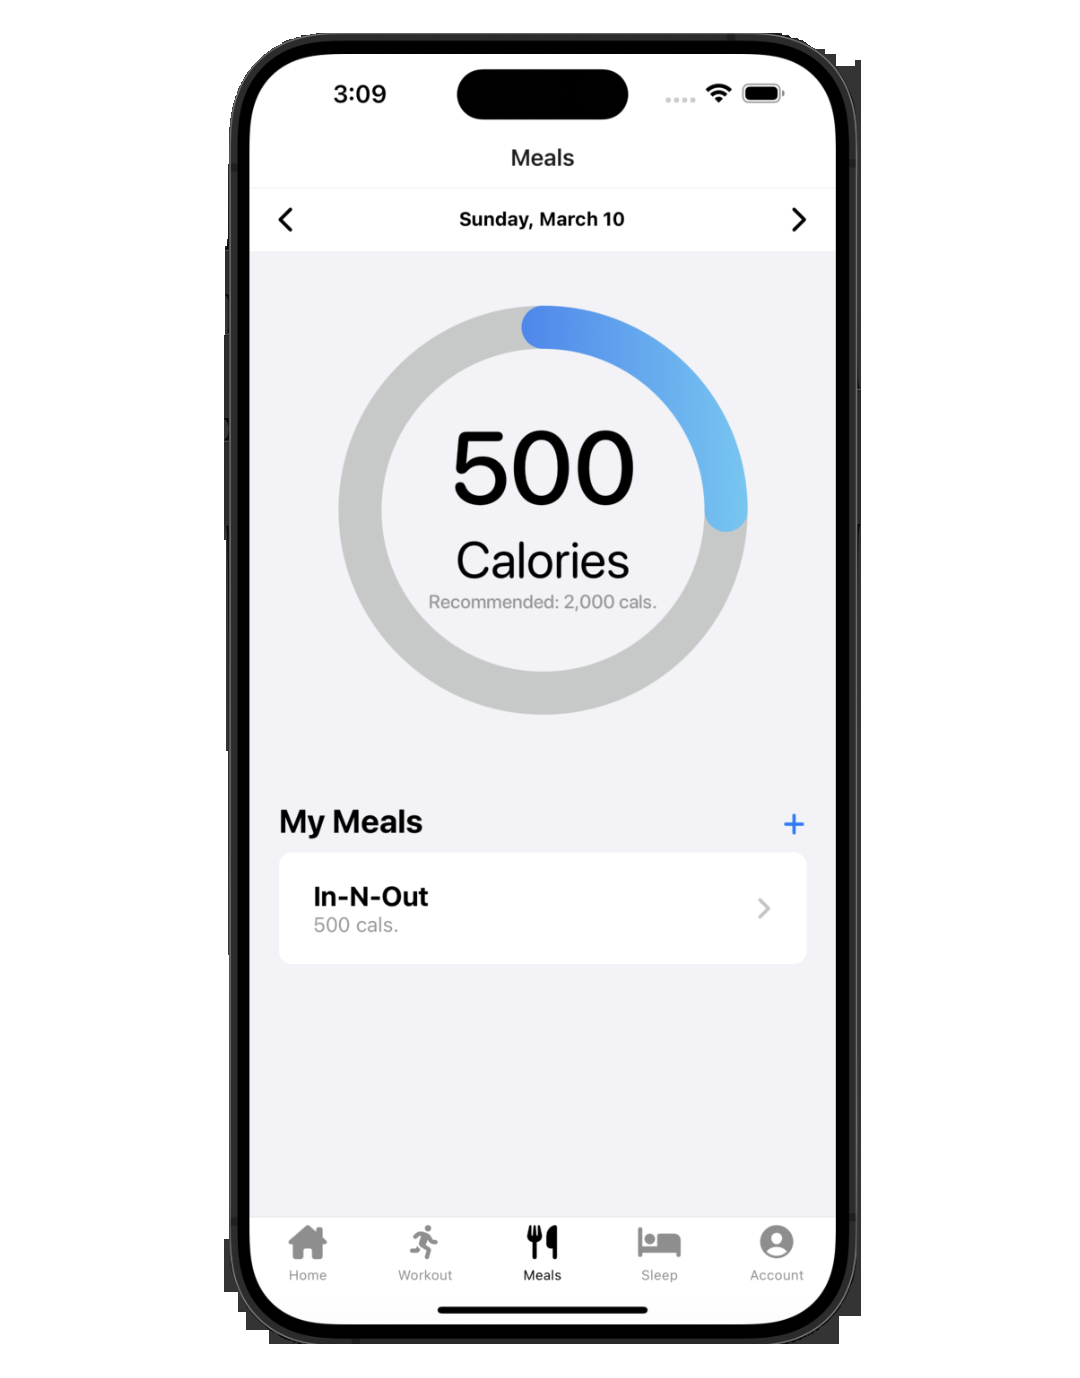 3:09
Meals
Sunday, March 10
500
Calories
Recommended: 2,000 cals.
My Meals
+
In-N-Out
500 cals.
Home
Workout
Meals
Sleep
Account